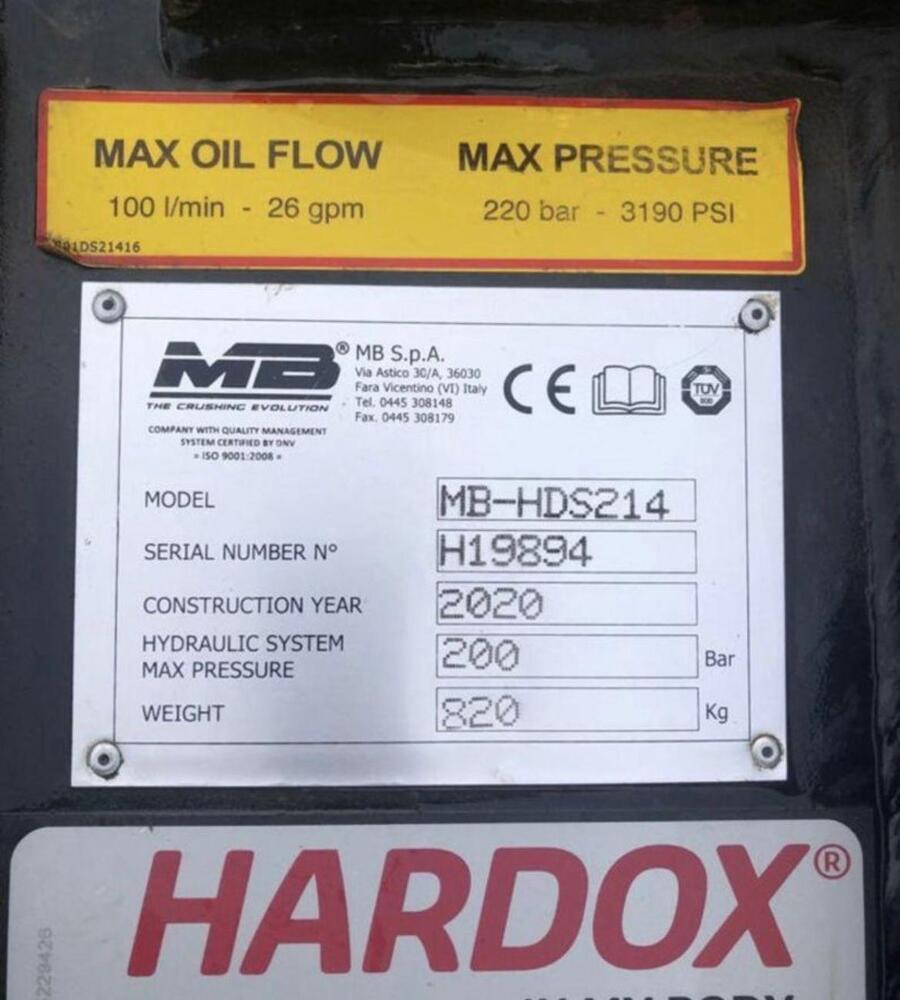 MAX OIL FLOW MAX PRESSURE
100 l/min - 26 gpm 220 bar - 3190 PSI
01DS21416
MB® MB S.p.A.
THE CRUSHING EVOLUTION
Via Astico 30/A, 36030
Fara Vicentino (VI) Italy
Tel. 0445 308148
Fax. 0445 308179
CE
TÜV
COMPANY WITH QUALITY MANAGEMENT
SYSTEM CERTIFIED BY DNV
= ISO 9001:2008 =
MODEL MB-HDS214
SERIAL NUMBER N° H19894
CONSTRUCTION YEAR 2020
HYDRAULIC SYSTEM
MAX PRESSURE 200 Bar
WEIGHT 820 Kg
HARDOX®
229426